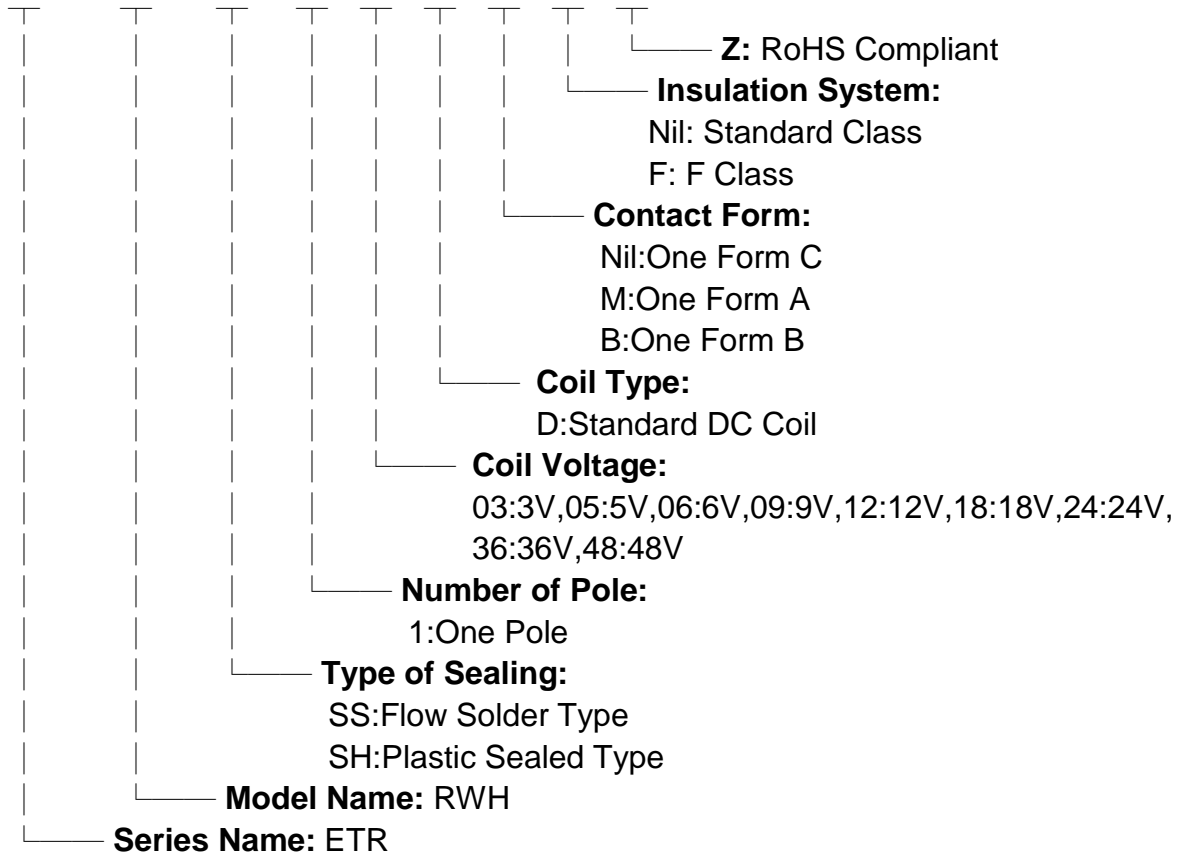 Z: RoHS Compliant
Insulation System:
Nil: Standard Class
F: F Class
Contact Form:
Nil:One Form C
M:One Form A
B:One Form B
Coil Type:
D:Standard DC Coil
Coil Voltage:
03:3V,05:5V,06:6V,09:9V,12:12V,18:18V,24:24V,
36:36V,48:48V
Number of Pole:
1:One Pole
Type of Sealing:
SS:Flow Solder Type
SH:Plastic Sealed Type
Model Name: RWH
Series Name: ETR